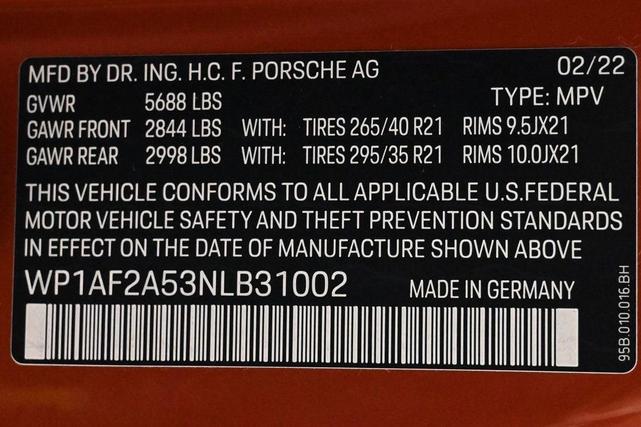 MFD BY DR. ING. H.C. F. PORSCHE AG 02/22
GVWR 5688 LBS TYPE: MPV
GAWR FRONT 2844 LBS WITH: TIRES 265/40 R21 RIMS 9.5JX21
GAWR REAR 2998 LBS WITH: TIRES 295/35 R21 RIMS 10.0JX21
THIS VEHICLE CONFORMS TO ALL APPLICABLE U.S.FEDERAL
MOTOR VEHICLE SAFETY AND THEFT PREVENTION STANDARDS
IN EFFECT ON THE DATE OF MANUFACTURE SHOWN ABOVE
WP1AF2A53NLB31002 MADE IN GERMANY
95B.010.016.BH